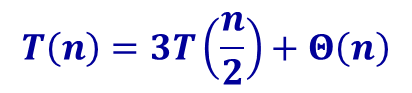 T(n) = 3T(n/2) + Θ(n)